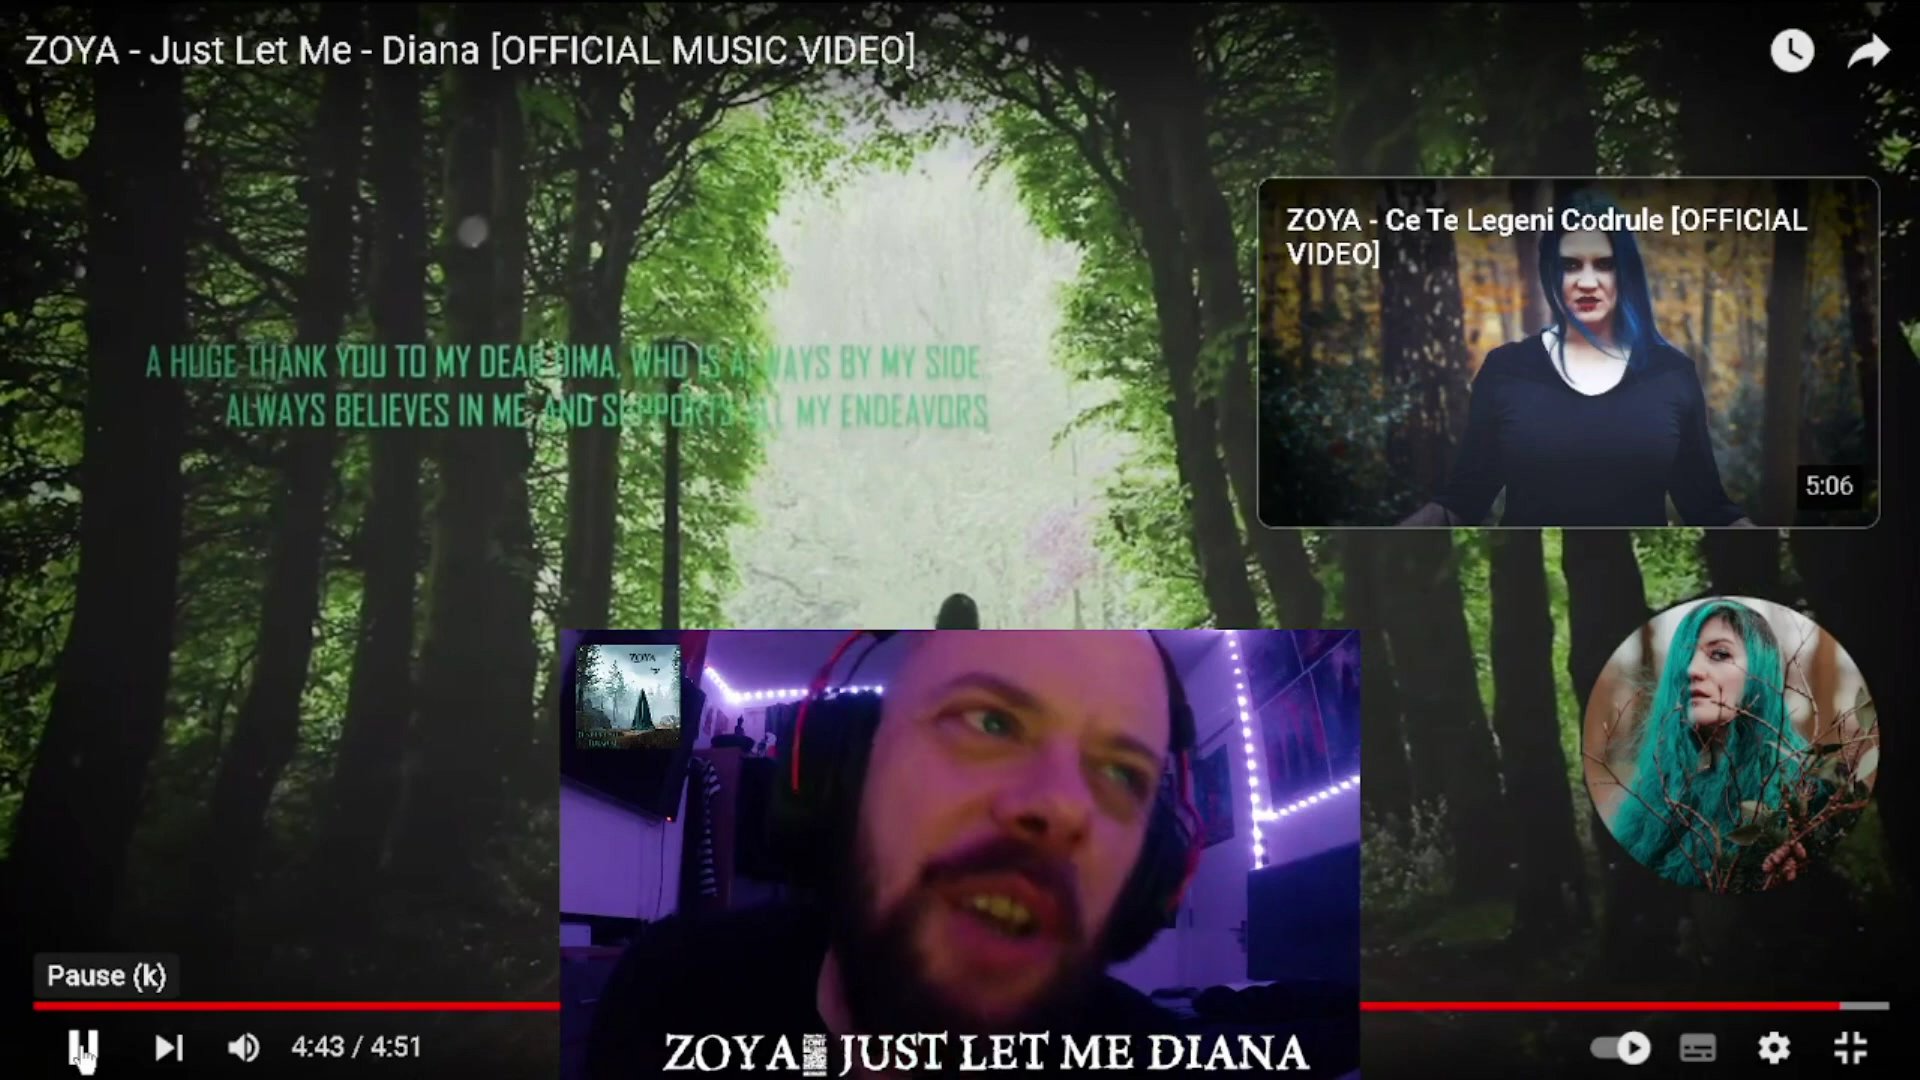 ZOYA - Just Let Me - Diana [OFFICIAL MUSIC VIDEO]
ZOYA - Ce Te Legeni Codrule [OFFICIAL
VIDEO]
5:06
A HUGE THANK YOU TO MY DEAR DIMA, WHO IS ALWAYS BY MY SIDE,
ALWAYS BELIEVES IN ME, AND SUPPORTS ALL MY ENDEAVORS
ZOYA
Pause (k)
4:43 / 4:51
ZOYA JUST LET ME DIANA